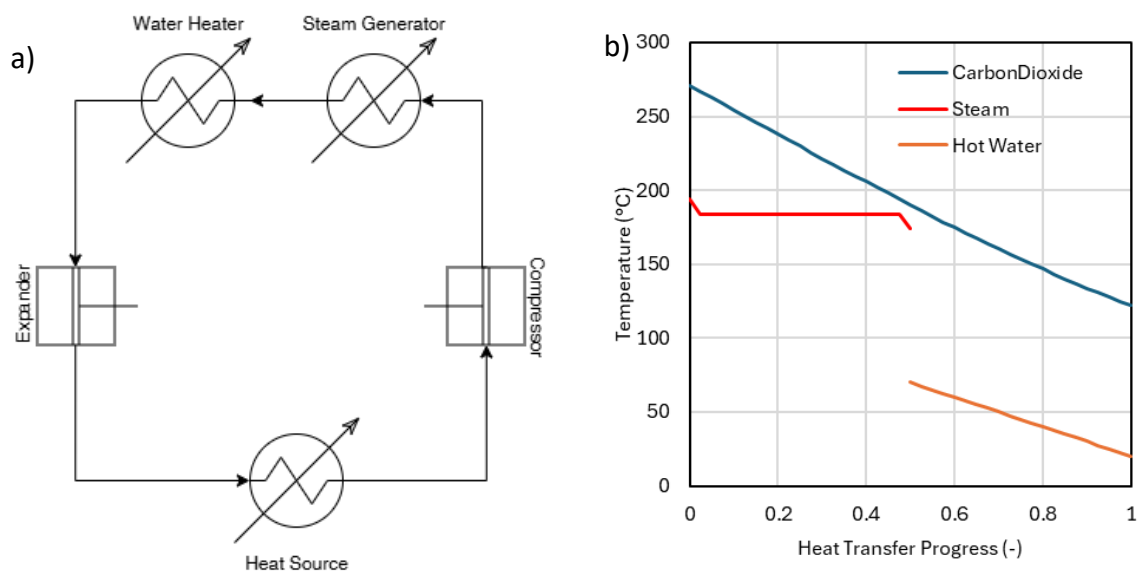 a)
Water Heater
Steam Generator
Expander
Compressor
Heat Source
b)
300
250
200
150
100
50
0
Temperature (°C)
CarbonDioxide
Steam
Hot Water
0 0.2 0.4 0.6 0.8 1
Heat Transfer Progress (-)